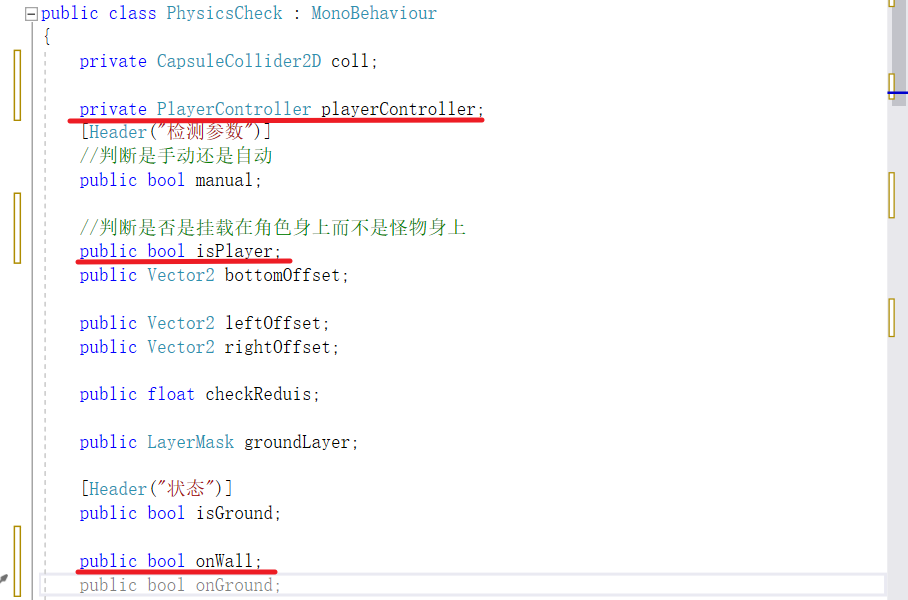 public class PhysicsCheck : MonoBehaviour
{
private CapsuleCollider2D coll;
private PlayerController playerController;
[Header("检测参数")]
//判断是手动还是自动
public bool manual;
//判断是否是挂载在角色身上而不是怪物身上
public bool isPlayer;
public Vector2 bottomOffset;
public Vector2 leftOffset;
public Vector2 rightOffset;
public float checkReduis;
public LayerMask groundLayer;
[Header("状态")]
public bool isGround;
public bool onWall;
public bool onGround;